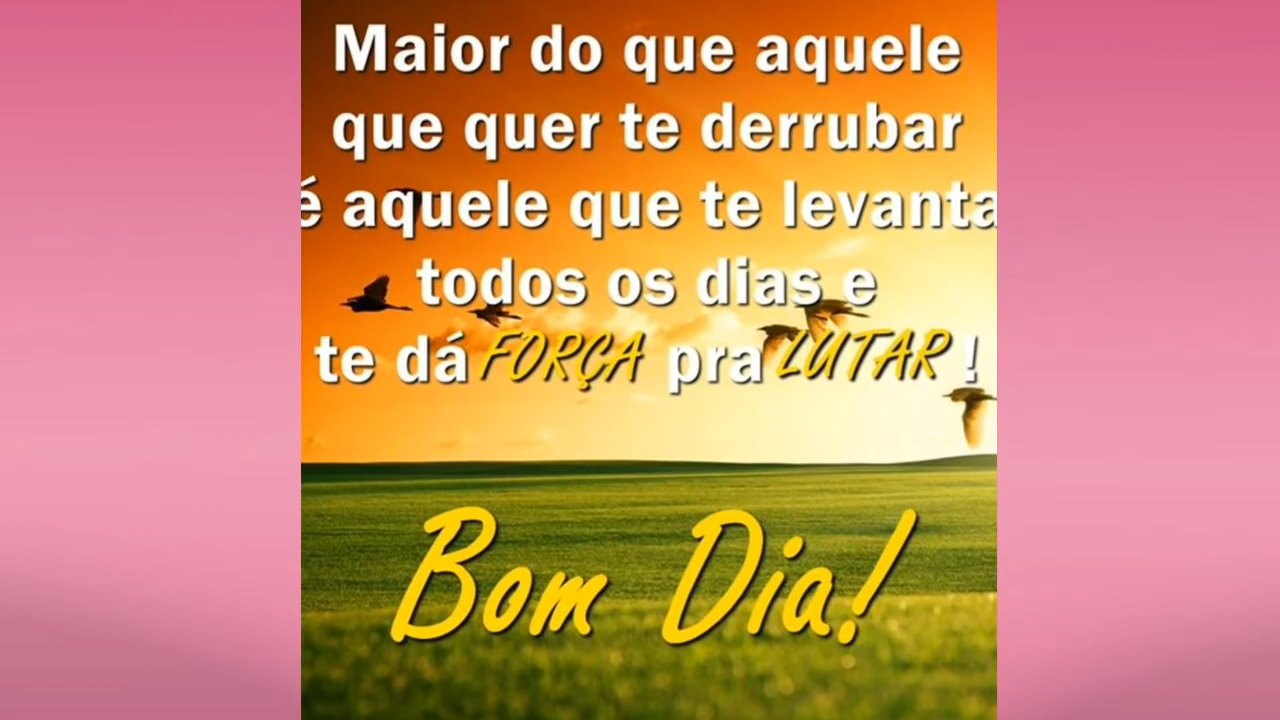 Maior do que aquele
que quer te derrubar
é aquele que te levanta
todos os dias e
te dá FORÇA pra LUTAR !
Bom Dia!